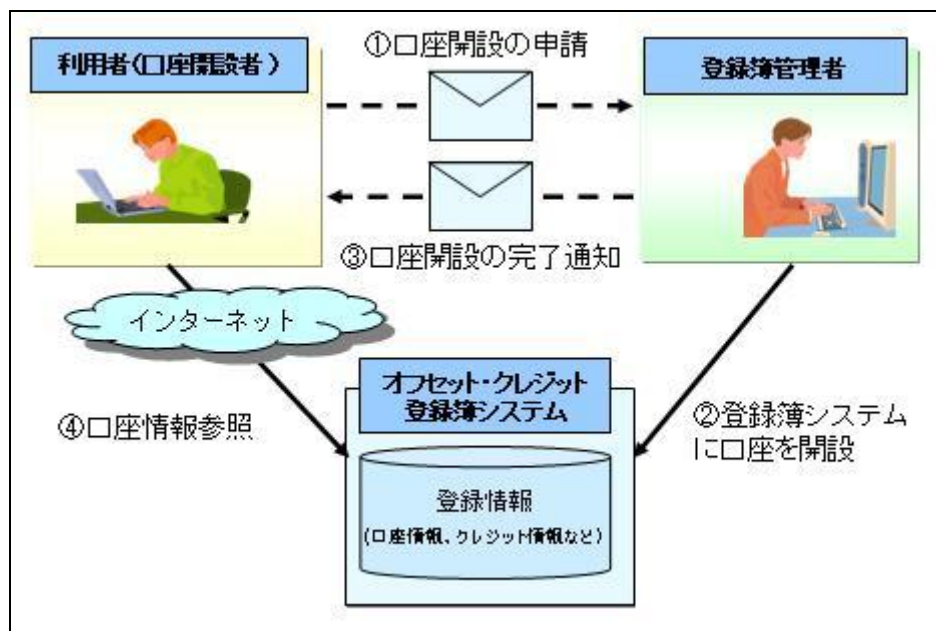 ①口座開設の申請
利用者(口座開設者)
登録簿管理者
③口座開設の完了通知
インターネット
オフセット・クレジット
登録簿システム
④口座情報参照
②登録簿システム
に口座を開設
登録情報
(口座情報、クレジット情報など)